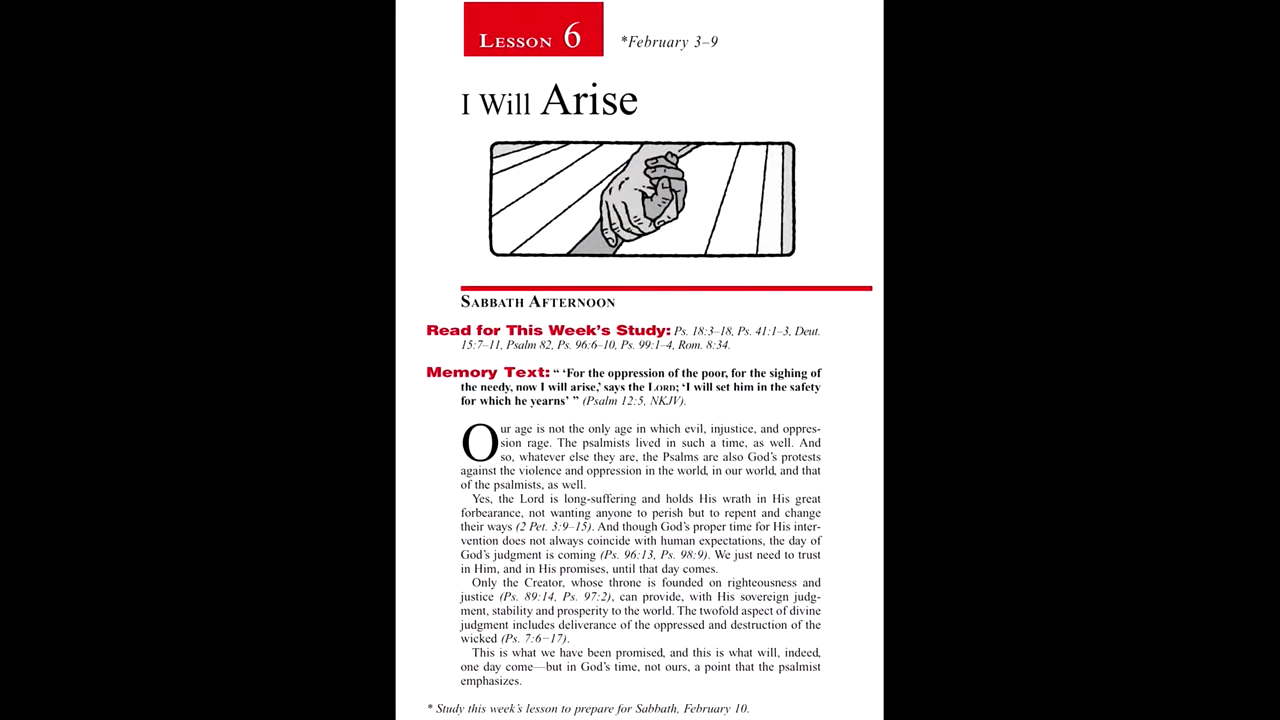 LESSON 6 *February 3–9
I Will Arise
SABBATH AFTERNOON
Read for This Week's Study: Ps. 18:3–18, Ps. 41:1–3, Deut.
15:7–11, Psalm 82, Ps. 96:6–10, Ps. 99:1–4, Rom. 8:34.
Memory Text: “ ‘For the oppression of the poor, for the sighing of
the needy, now I will arise,’ says the LORD; ‘I will set him in the safety
for which he yearns’ ” (Psalm 12:5, NKJV).
Our age is not the only age in which evil, injustice, and oppres-
sion rage. The psalmists lived in such a time, as well. And
so, whatever else they are, the Psalms are also God’s protests
against the violence and oppression in the world, in our world, and that
of the psalmists, as well.
Yes, the Lord is long-suffering and holds His wrath in His great
forbearance, not wanting anyone to perish but to repent and change
their ways (2 Pet. 3:9–15). And though God’s proper time for His inter-
vention does not always coincide with human expectations, the day of
God’s judgment is coming (Ps. 96:13, Ps. 98:9). We just need to trust
in Him, and in His promises, until that day comes.
Only the Creator, whose throne is founded on righteousness and
justice (Ps. 89:14, Ps. 97:2), can provide, with His sovereign judg-
ment, stability and prosperity to the world. The twofold aspect of divine
judgment includes deliverance of the oppressed and destruction of the
wicked (Ps. 7:6–17).
This is what we have been promised, and this is what will, indeed,
one day come—but in God’s time, not ours, a point that the psalmist
emphasizes.
* Study this week’s lesson to prepare for Sabbath, February 10.